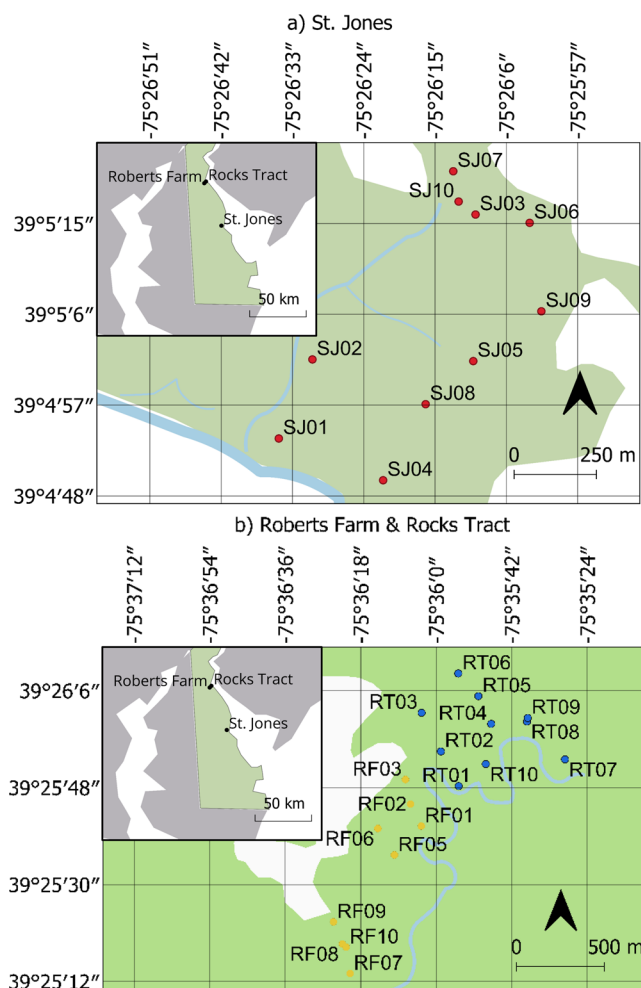 a) St. Jones
-75°26′51″ -75°26′42″ -75°26′33″ -75°26′24″ -75°26′15″ -75°26′6″ -75°25′57″
Roberts Farm Rocks Tract
St. Jones
50 km
SJ07
SJ10
SJ03
SJ06
39°5′15″
SJ09
39°5′6″
SJ02
SJ05
SJ08
39°4′57″
SJ01
0 250 m
SJ04
39°4′48″
b) Roberts Farm & Rocks Tract
-75°37′12″ -75°36′54″ -75°36′36″ -75°36′18″ -75°36′0″ -75°35′42″ -75°35′24″
Roberts Farm Rocks Tract
St. Jones
50 km
RT06
39°26′6″
RT05
RT03
RT04
RT09
RT08
RT02
RF03
RT01
RT10
RT07
39°25′48″
RF02
RF01
RF06
RF05
39°25′30″
RF09
RF10
RF08
RF07
0 500 m
39°25′12″